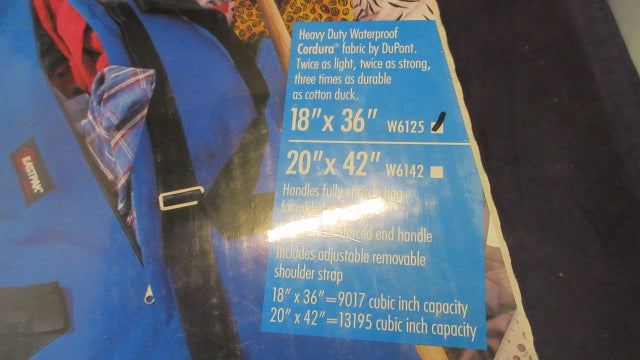 Heavy Duty Waterproof
Cordura® fabric by DuPont.
Twice as light, twice as strong,
three times as durable
as cotton duck.
18" x 36" W6125
20" x 42" W6142
Handles fully enclose bag
for
reinforced end handle
Includes adjustable removable
shoulder strap
18" x 36"=9017 cubic inch capacity
20" x 42"=13195 cubic inch capacity
EASTPAK